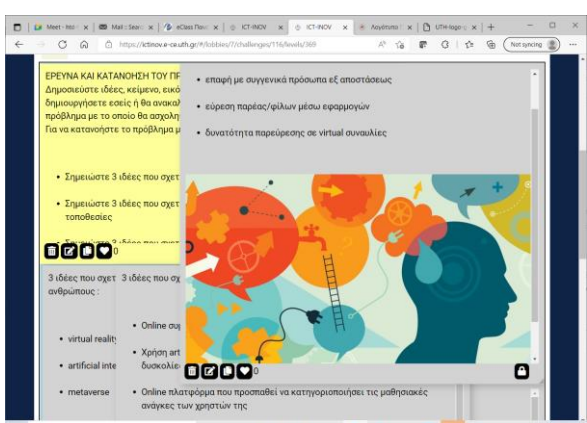 Meet - koz
Mail :: Searc
eClass Παν
ICT-INOV
ICT-INOV
Λογότυπο
UTH-logo-
https://ictinov.e-ce.uth.gr/#/lobbies/7/challenges/116/levels/369
Not syncing
ΕΡΕΥΝΑ ΚΑΙ ΚΑΤΑΝΟΗΣΗ ΤΟΥ ΠΡ
Δημοσιεύστε ιδέες, κείμενο, εικό
δημιουργήσετε εσείς ή θα ανακαλ
πρόβλημα με το οποίο θα ασχολη
Για να κατανοήστε το πρόβλημα μ
• Σημειώστε 3 ιδέες που σχετ
• Σημειώστε 3 ιδέες που σχετ
τοποθεσίες
0
• επαφή με συγγενικά πρόσωπα εξ αποστάσεως
• εύρεση παρέας/φίλων μέσω εφαρμογών
• δυνατότητα παρεύρεσης σε virtual συναυλίες
0
3 ιδέες που σχετ
ανθρώπους :
• virtual reality
• artificial inte
• metaverse
3 ιδέες που σχ
• Online συ
• Χρήση art
δυσκολίε
• Online πλατφόρμα που προσπαθεί να κατηγοριοποιήσει τις μαθησιακές
ανάγκες των χρηστών της